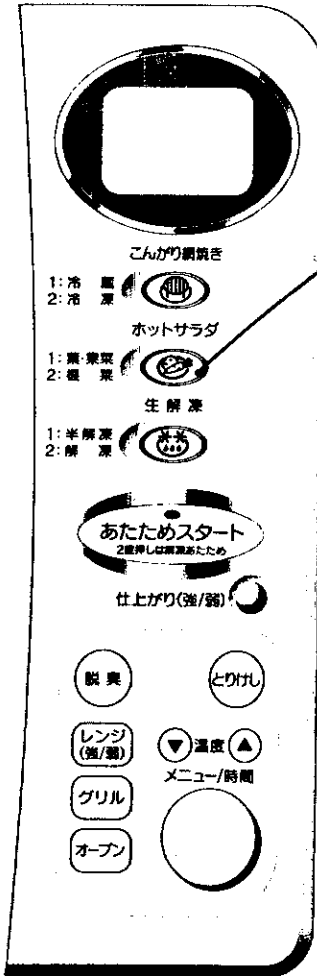 こんがり網焼き
1:冷蔵
2:冷凍
ホットサラダ
1:葉・果菜
2:根菜
生解凍
1:半解凍
2:解凍
あたためスタート
2度押しは解凍あたため
仕上がり(強/弱)
脱臭
とりけし
レンジ
(強/弱)
▼温度▲
メニュー/時間
グリル
オーブン